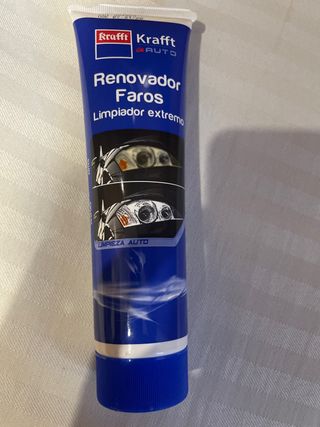 Krafft
Krafft
AUTO
Renovador
Faros
Limpiador extremo
LIMPIEZA AUTO